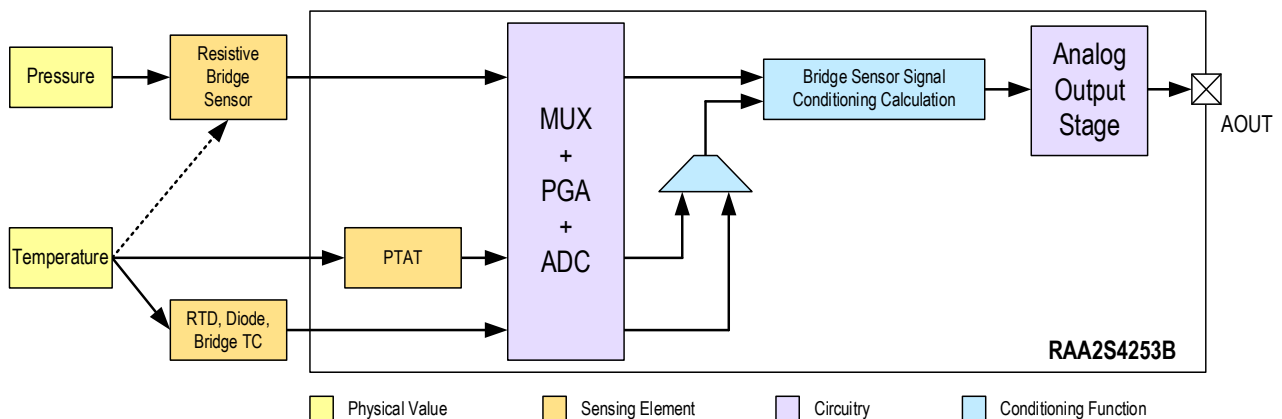 Pressure
Resistive
Bridge
Sensor
Temperature
PTAT
RTD, Diode,
Bridge TC
MUX
+
PGA
+
ADC
Bridge Sensor Signal
Conditioning Calculation
Analog
Output
Stage
AOUT
RAA2S4253B
Physical Value
Sensing Element
Circuitry
Conditioning Function